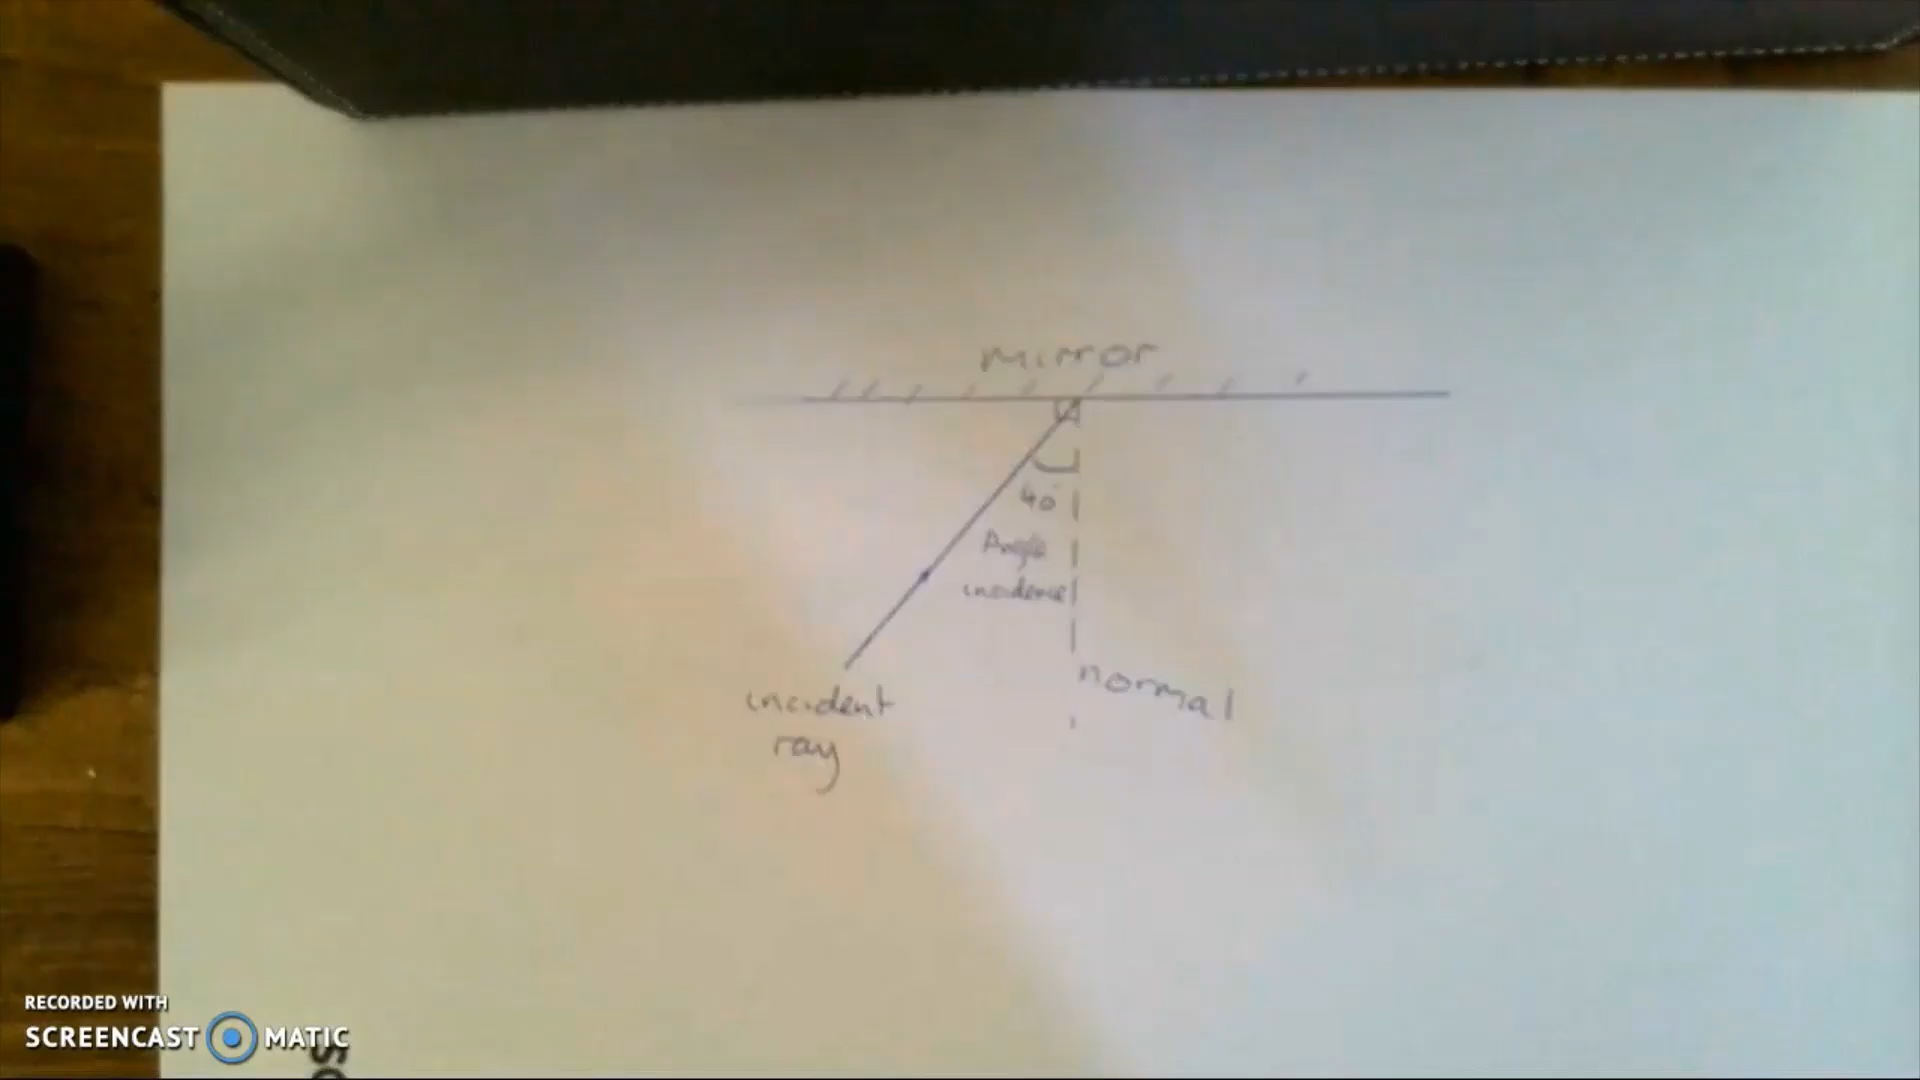 mirror
40°
Angle
incidence
normal
incident
ray
RECORDED WITH
SCREENCAST MATIC